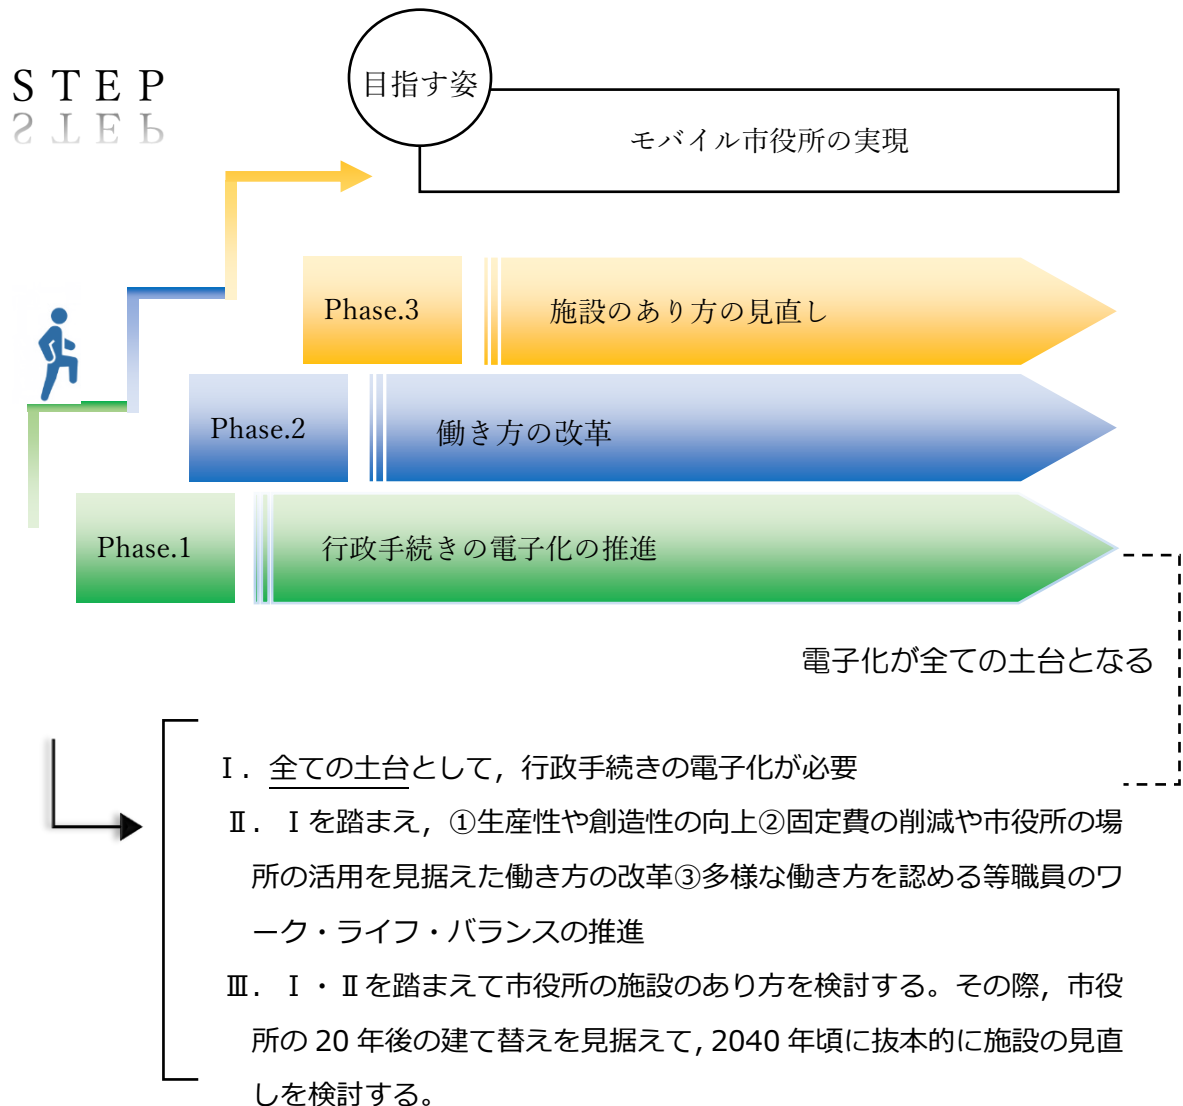 STEP
目指す姿
モバイル市役所の実現
Phase.3
施設のあり方の見直し
Phase.2
働き方の改革
Phase.1
行政手続きの電子化の推進
電子化が全ての土台となる
Ⅰ．全ての土台として，行政手続きの電子化が必要
Ⅱ．Ⅰを踏まえ，①生産性や創造性の向上②固定費の削減や市役所の場
所の活用を見据えた働き方の改革③多様な働き方を認める等職員のワ
ーク・ライフ・バランスの推進
Ⅲ．Ⅰ・Ⅱを踏まえて市役所の施設のあり方を検討する。その際，市役
所の 20 年後の建て替えを見据えて，2040 年頃に抜本的に施設の見直
しを検討する。